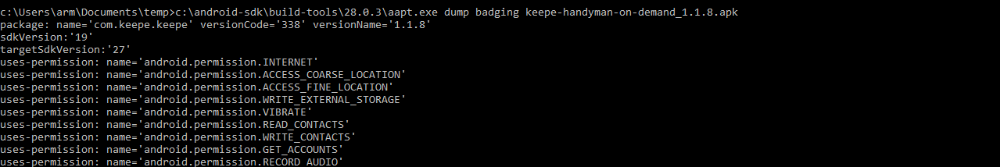 c:\Users\arm\Documents\temp>c:\android-sdk\build-tools\28.0.3\aapt.exe dump badging keepe-handyman-on-demand_1.1.8.apk
package: name='com.keepe.keepe' versionCode='338' versionName='1.1.8'
sdkVersion:'19'
targetSdkVersion:'27'
uses-permission: name='android.permission.INTERNET'
uses-permission: name='android.permission.ACCESS_COARSE_LOCATION'
uses-permission: name='android.permission.ACCESS_FINE_LOCATION'
uses-permission: name='android.permission.WRITE_EXTERNAL_STORAGE'
uses-permission: name='android.permission.VIBRATE'
uses-permission: name='android.permission.READ_CONTACTS'
uses-permission: name='android.permission.WRITE_CONTACTS'
uses-permission: name='android.permission.GET_ACCOUNTS'
uses-permission: name='android.permission.RECORD_AUDIO'